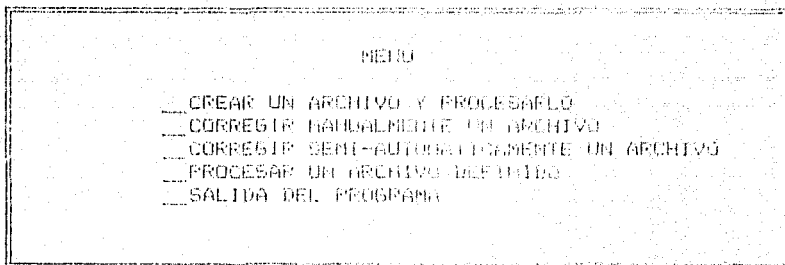 MENU
__CREAR UN ARCHIVO Y PROCESARLO
__CORREGIR MANUALMENTE UN ARCHIVO
__CORREGIR SEMI-AUTOMATICAMENTE UN ARCHIVO
__PROCESAR UN ARCHIVO DEFINIDO
__SALIDA DEL PROGRAMA